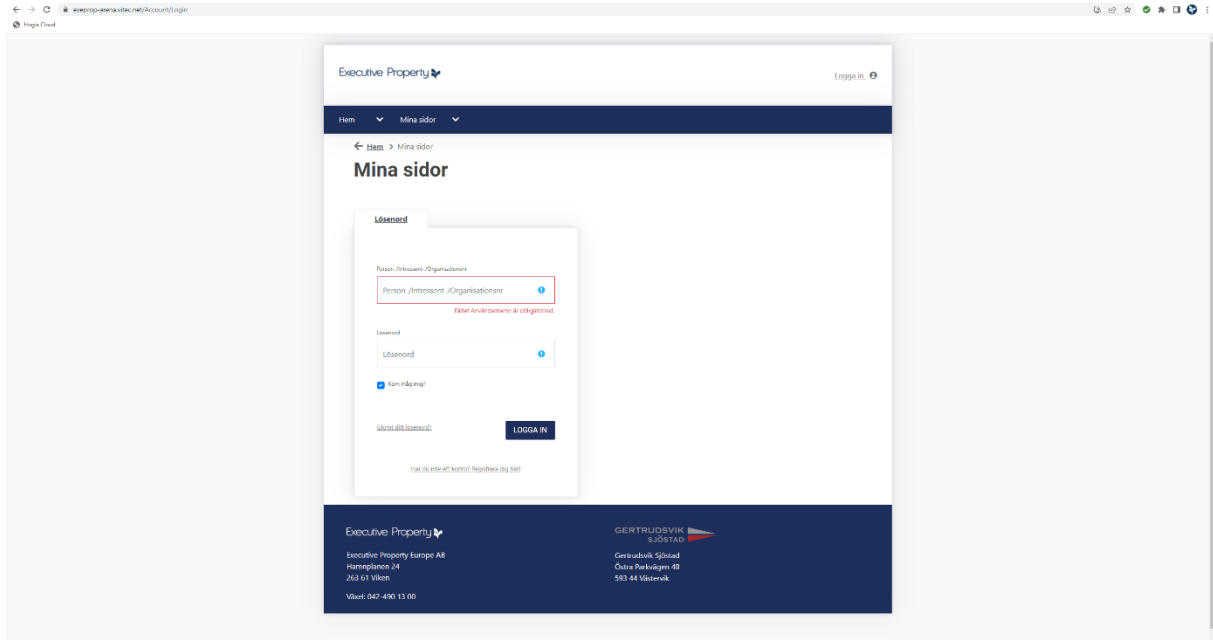 exeprop-arena.vitec.net/Account/Login
Hogia Cloud
Executive Property
Logga in
Hem
Mina sidor
Hem > Mina sidor
Mina sidor
Lösenord
Person-/Intressent-/Organisationsnr
Person-/Intressent-/Organisationsnr
Fältet Användarnamn är obligatoriskt.
Lösenord
Lösenord
Kom ihåg mig?
Glömt ditt lösenord?
LOGGA IN
Har du inte ett konto? Registrera dig här!
Executive Property
Executive Property Europe AB
Hamnplanen 24
263 61 Viken
Växel: 042-490 13 00
GERTRUDSVIK
SJÖSTAD
Gertrudsvik Sjöstad
Östra Parkvägen 48
593 44 Västervik